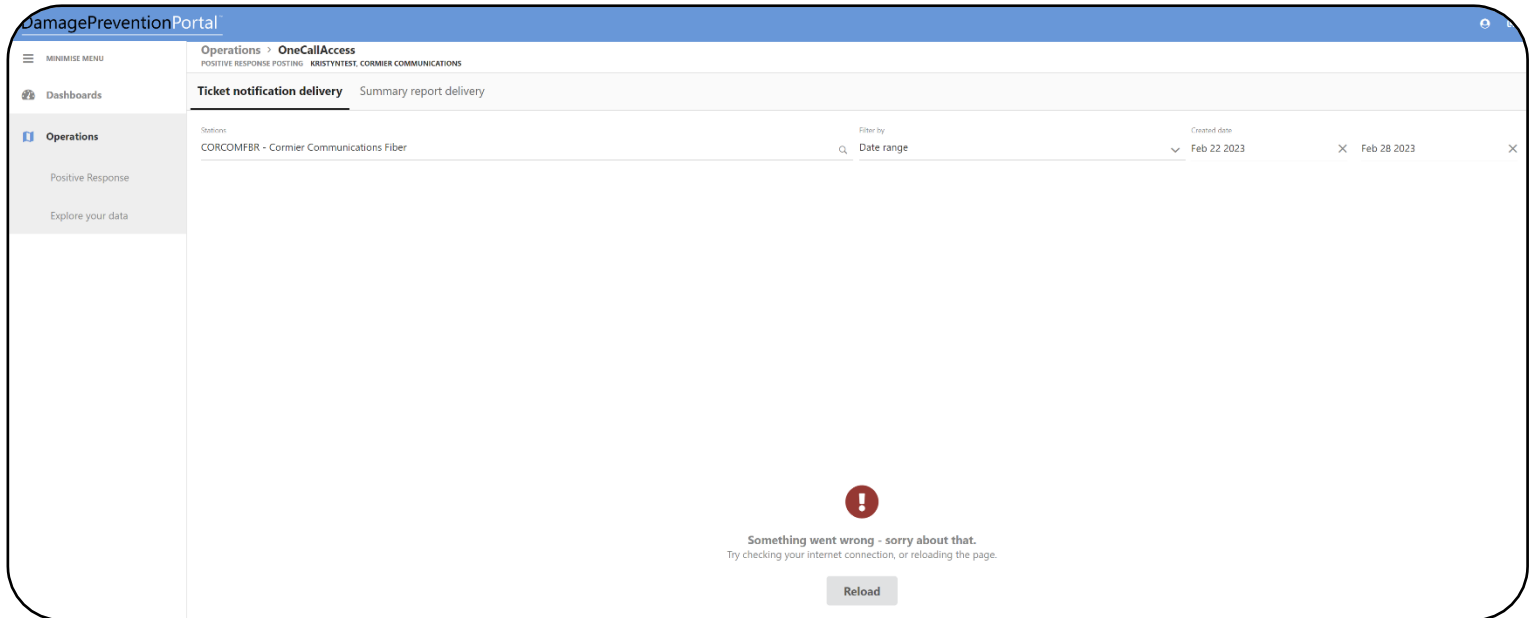 DamagePreventionPortal
MINIMISE MENU
Operations > OneCallAccess
POSITIVE RESPONSE POSTING KRISTYNTEST, CORMIER COMMUNICATIONS
Dashboards
Operations
Positive Response
Explore your data
Ticket notification delivery Summary report delivery
Stations Filter by Created date
CORCOMFBR - Cormier Communications Fiber Date range Feb 22 2023 Feb 28 2023
Something went wrong - sorry about that.
Try checking your internet connection, or reloading the page.
Reload